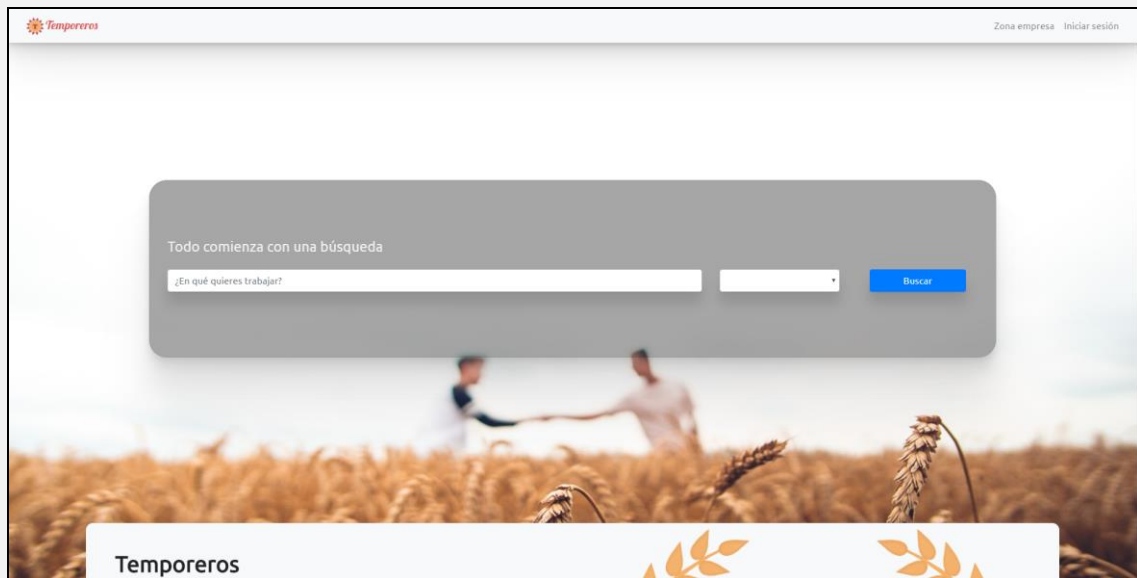 Temporeros
Zona empresa Iniciar sesión
Todo comienza con una búsqueda
¿En qué quieres trabajar?
Buscar
Temporeros